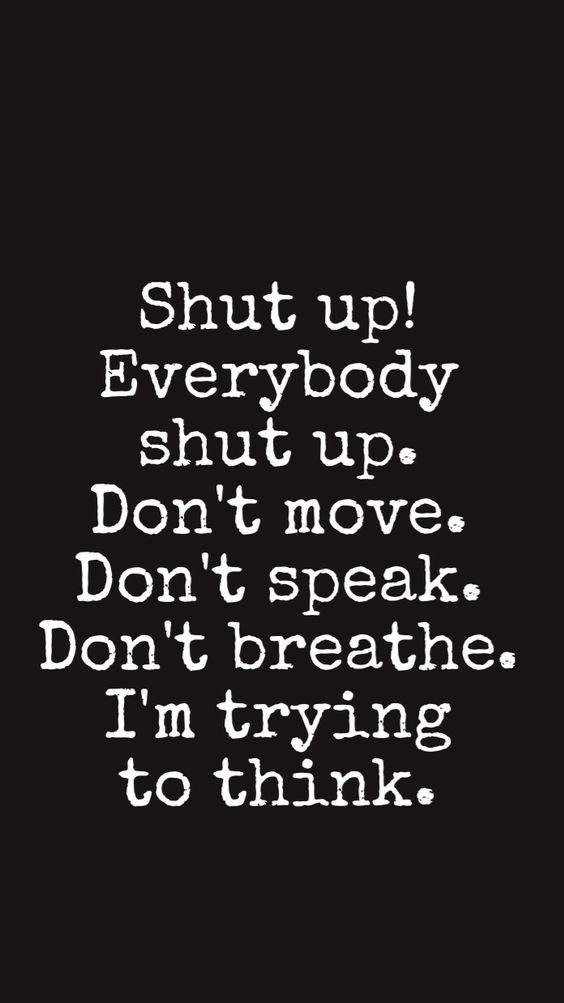 Shut up!
Everybody
shut up.
Don't move.
Don't speak.
Don't breathe.
I'm trying
to think.